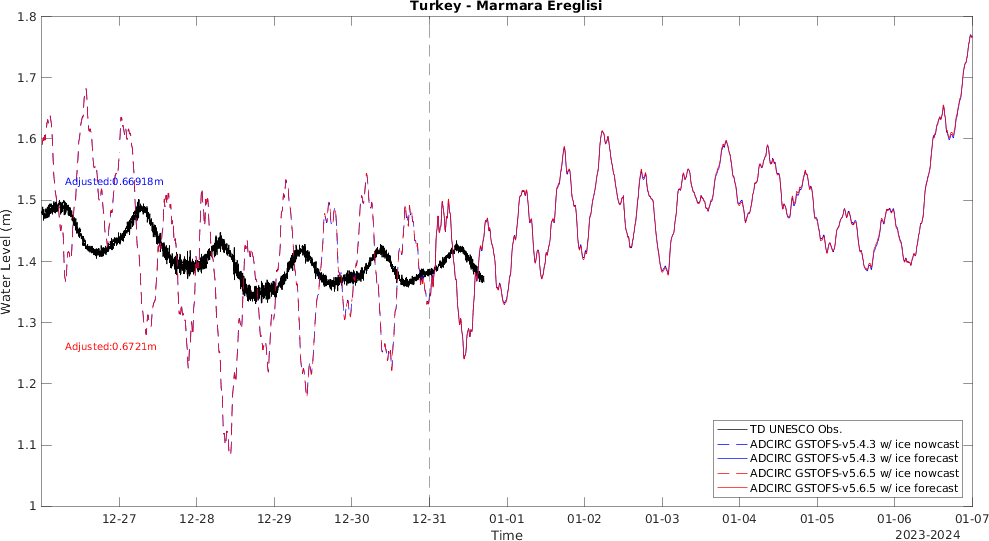 Turkey - Marmara Ereglisi
1.8
1.7
1.6
1.5
1.4
1.3
1.2
1.1
1
Water Level (m)
Adjusted:0.66918m
Adjusted:0.6721m
TD UNESCO Obs.
ADCIRC GSTOFS-v5.4.3 w/ ice nowcast
ADCIRC GSTOFS-v5.4.3 w/ ice forecast
ADCIRC GSTOFS-v5.6.5 w/ ice nowcast
ADCIRC GSTOFS-v5.6.5 w/ ice forecast
12-27 12-28 12-29 12-30 12-31 01-01 01-02 01-03 01-04 01-05 01-06 01-07
Time
2023-2024